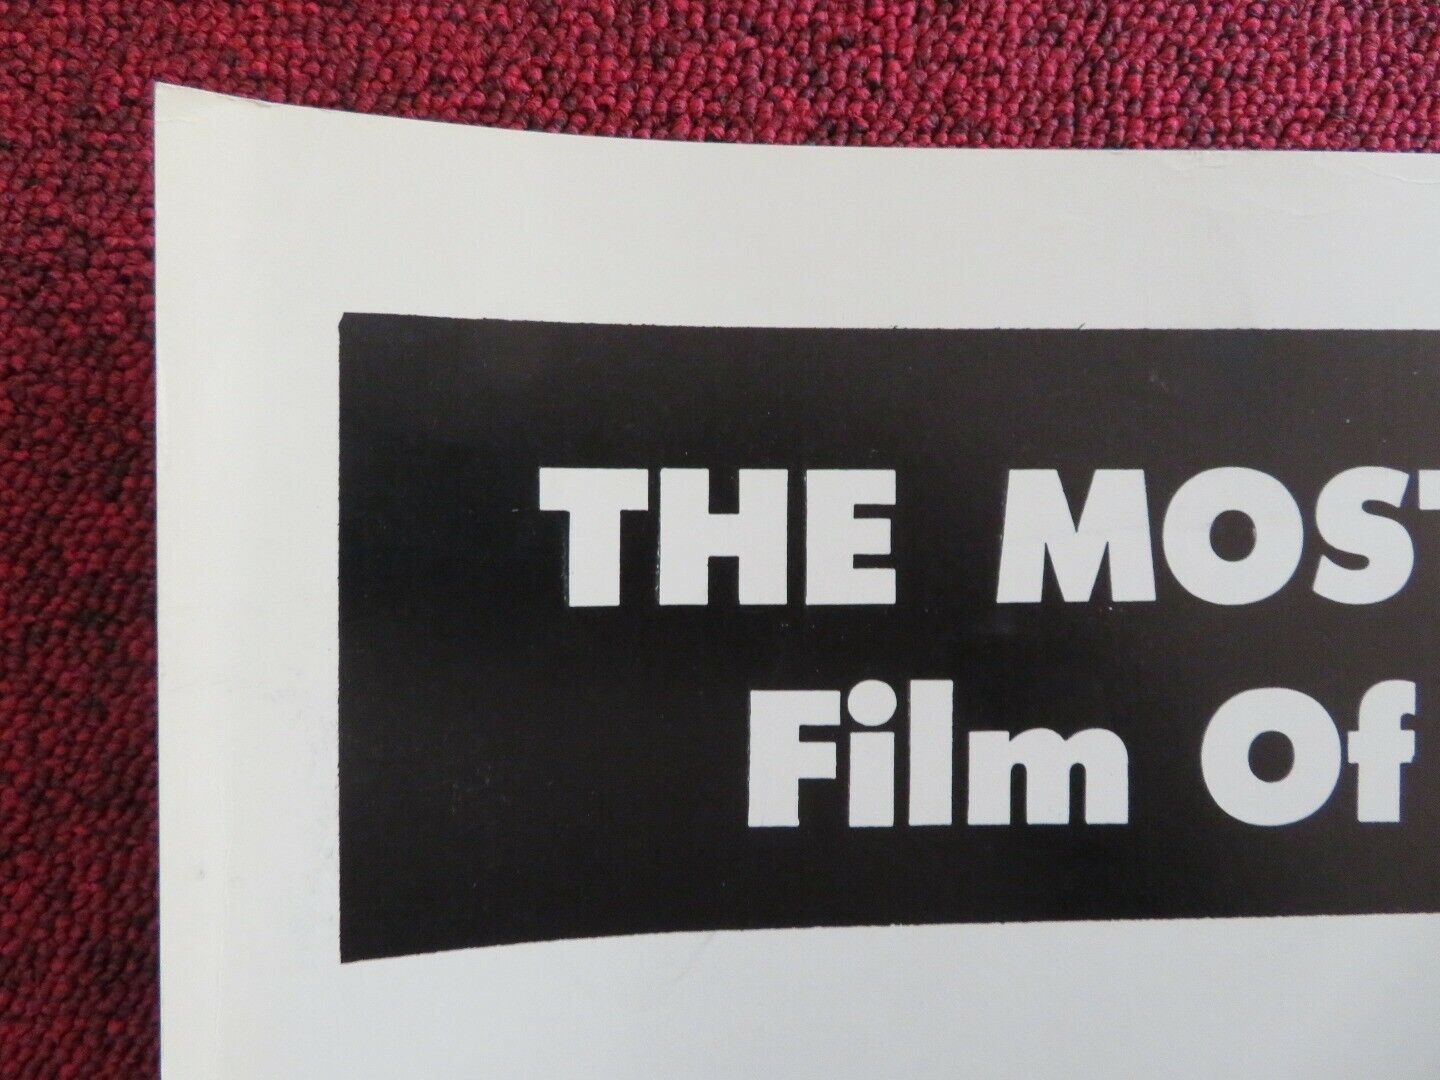 THE MOST
Film Of